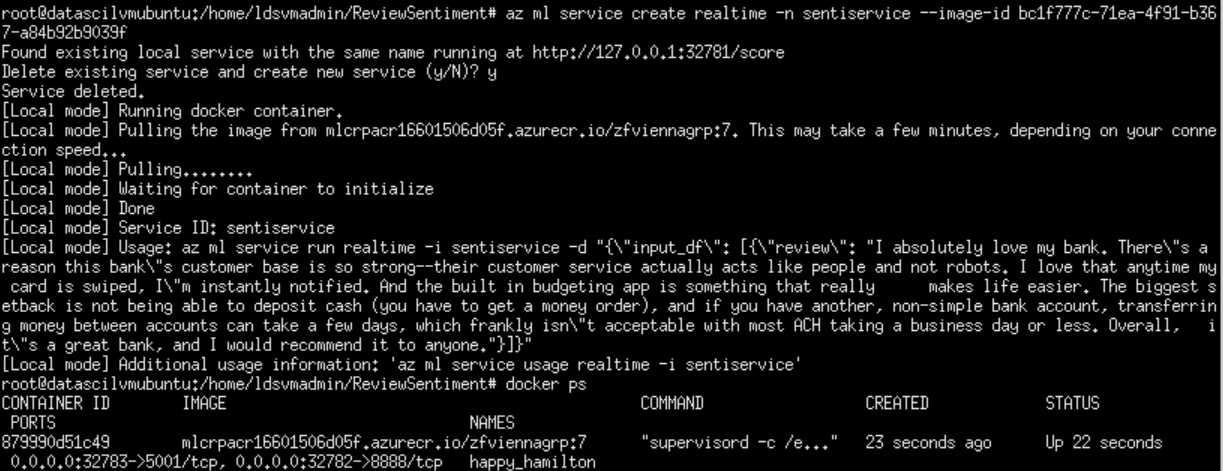 root@datascilvmubuntu:/home/ldsvmadmin/ReviewSentiment# az ml service create realtime -n sentiservice --image-id bc1f777c-71ea-4f91-b36
7-a84b92b9039f
Found existing local service with the same name running at http://127.0.0.1:32781/score
Delete existing service and create new service (y/N)? y
Service deleted.
[Local mode] Running docker container.
[Local mode] Pulling the image from mlcrpacr16601506d05f.azurecr.io/zfviennagrp:7. This may take a few minutes, depending on your conne
ction speed...
[Local mode] Pulling........
[Local mode] Waiting for container to initialize
[Local mode] Done
[Local mode] Service ID: sentiservice
[Local mode] Usage: az ml service run realtime -i sentiservice -d "{\"input_df\": [{\"review\": "I absolutely love my bank. There\"s a
reason this bank\"s customer base is so strong--their customer service actually acts like people and not robots. I love that anytime my
 card is swiped, I\"m instantly notified. And the built in budgeting app is something that really      makes life easier. The biggest s
etback is not being able to deposit cash (you have to get a money order), and if you have another, non-simple bank account, transferrin
g money between accounts can take a few days, which frankly isn\"t acceptable with most ACH taking a business day or less. Overall,   i
t\"s a great bank, and I would recommend it to anyone."}]}"
[Local mode] Additional usage information: 'az ml service usage realtime -i sentiservice'
root@datascilvmubuntu:/home/ldsvmadmin/ReviewSentiment# docker ps
CONTAINER ID        IMAGE                                           COMMAND                  CREATED             STATUS
 PORTS                                              NAMES
879990d51c49        mlcrpacr16601506d05f.azurecr.io/zfviennagrp:7   "supervisord -c /e..."   23 seconds ago      Up 22 seconds
 0.0.0.0:32783->5001/tcp, 0.0.0.0:32782->8888/tcp   happy_hamilton